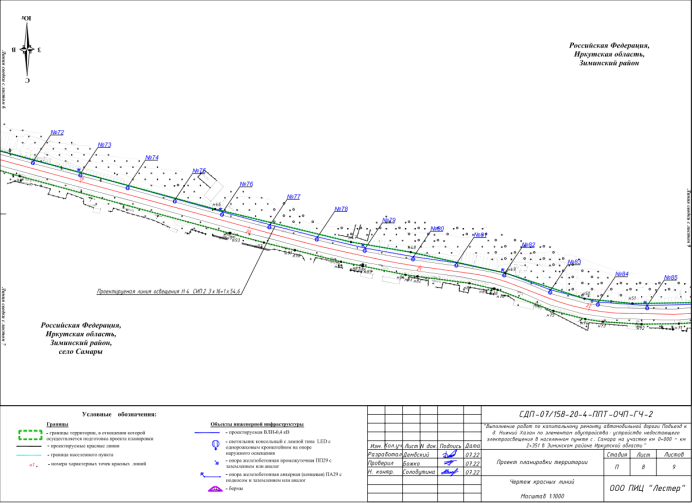 Юг
З
В
С
Российская Федерация,
Иркутская область,
Зиминский район
№72
№73
№74
№75
№76
№77
№78
№79
№80
№81
№82
№83
№84
№85
Проектируемая линия освещения Н-4 СИП2 3х16+1х54,6
Российская Федерация,
Иркутская область,
Зиминский район,
село Самары
Условные обозначения:
Границы
- границы территории, в отношении которой
осуществляется подготовка проекта планировки
- проектируемые красные линии
- граница населенного пункта
- номера характерных точек красных линий
Объекты инженерной инфраструктуры
- проектируемая ВЛИ-0,4 кВ
- светильник консольный с лампой типа LED с
однорожковым кронштейном на опоре
наружного освещения
- опора железобетонная промежуточная ПП29 с
заземлением или аналог
- опора железобетонная анкерная (концевая) ПА29 с
подкосом и заземлением или аналог
- бермы
СДП-07/158-20-4-ППТ-ОЧП-ГЧ-2
"Выполнение работ по капитальному ремонту автомобильной дороги Подъезд к
д. Нижний Хазан по элементам обустройства: устройство недостающего
электроосвещения в населенном пункте с. Самара на участке км 0+000 - км
2+351 в Зиминском районе Иркутской области"
Изм. Кол.уч Лист N док. Подпись Дата
Разработал 07.22
Проверил Божко 07.22
Н. контр. Солодутина 07.22
Проект планировки территории
Стадия Лист Листов
П 8 9
Чертеж красных линий
Масштаб 1:1000
ООО ПИЦ "Лестер"